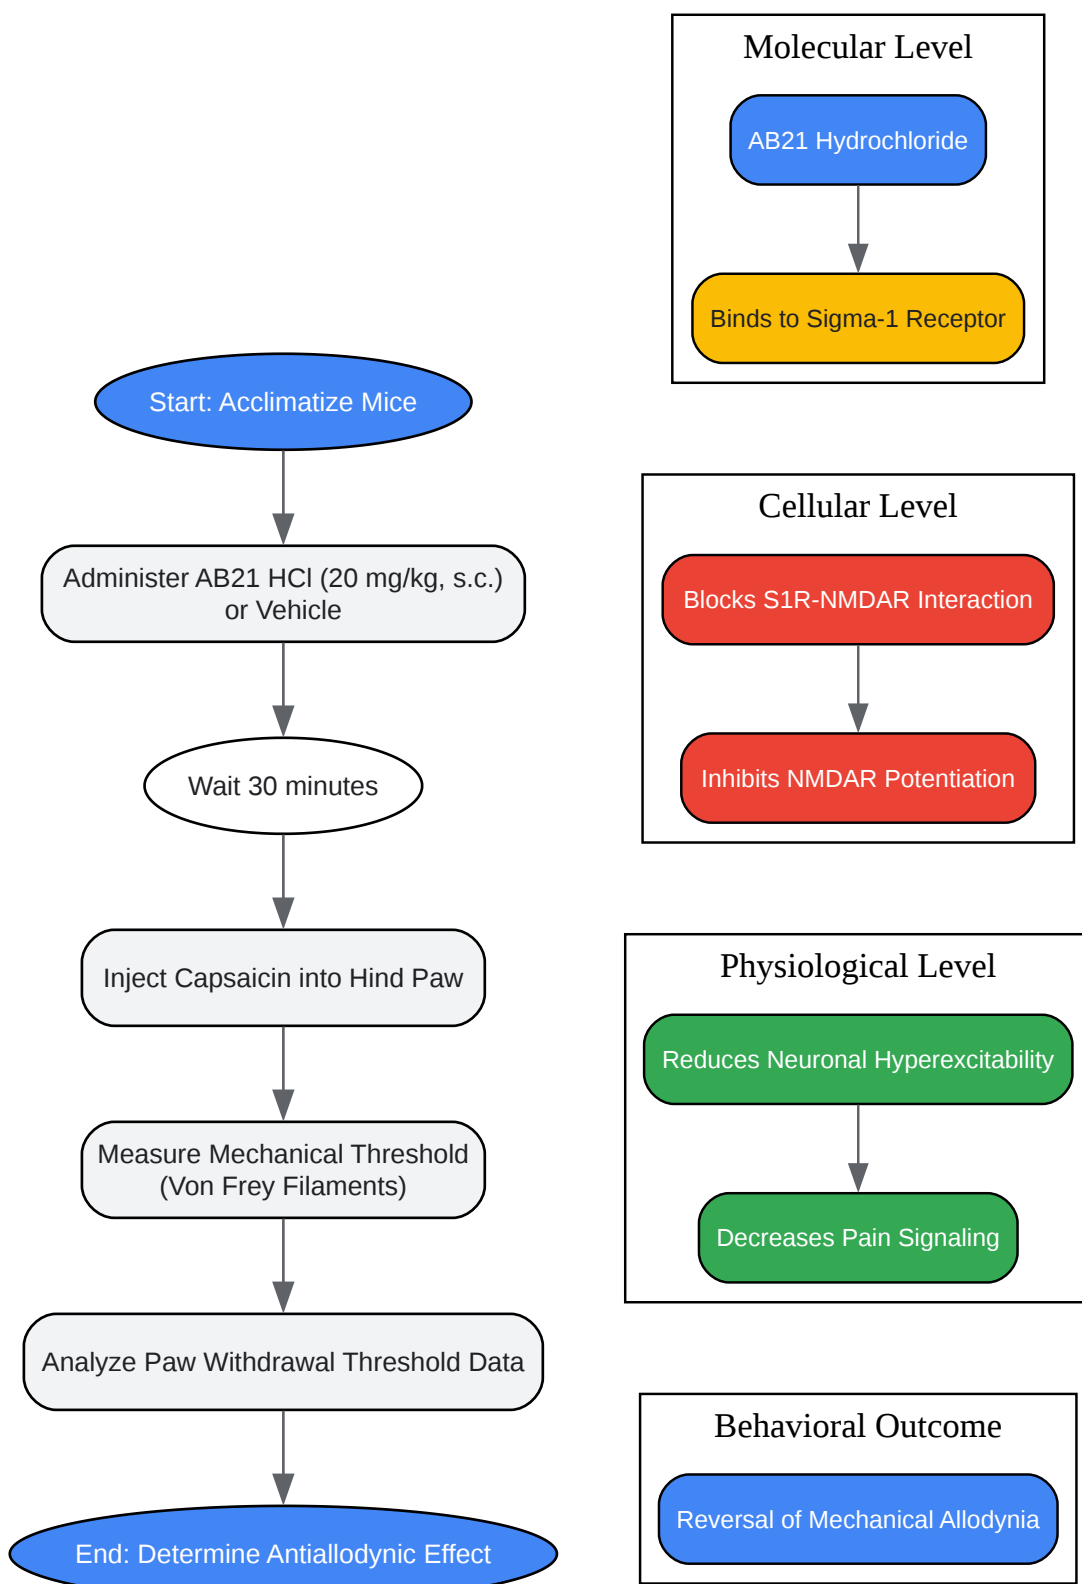 Start: Acclimatize Mice
Administer AB21 HCl (20 mg/kg, s.c.)
or Vehicle
Wait 30 minutes
Inject Capsaicin into Hind Paw
Measure Mechanical Threshold
(Von Frey Filaments)
Analyze Paw Withdrawal Threshold Data
End: Determine Antiallodynic Effect
Molecular Level
AB21 Hydrochloride
Binds to Sigma-1 Receptor
Cellular Level
Blocks S1R-NMDAR Interaction
Inhibits NMDAR Potentiation
Physiological Level
Reduces Neuronal Hyperexcitability
Decreases Pain Signaling
Behavioral Outcome
Reversal of Mechanical Allodynia